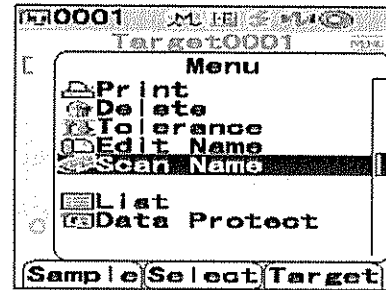 0001
Target0001
Menu
Print
Delete
Tolerance
Edit Name
Scan Name
List
Data Protect
Sample Select Target